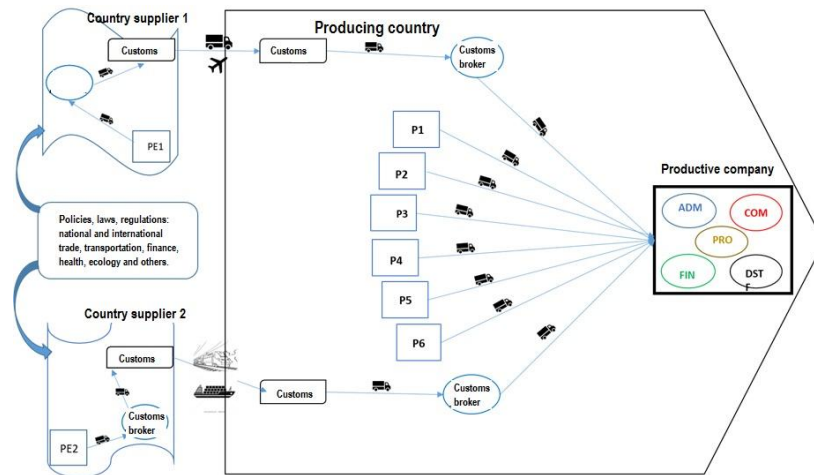 Country supplier 1
Customs
PE1
Policies, laws, regulations:
national and international
trade, transportation, finance,
health, ecology and others.
Country supplier 2
Customs
Customs
broker
PE2
Producing country
Customs
Customs
broker
P1
P2
P3
P4
P5
P6
Customs
Customs
broker
Productive company
ADM
COM
PRO
FIN
DST
F